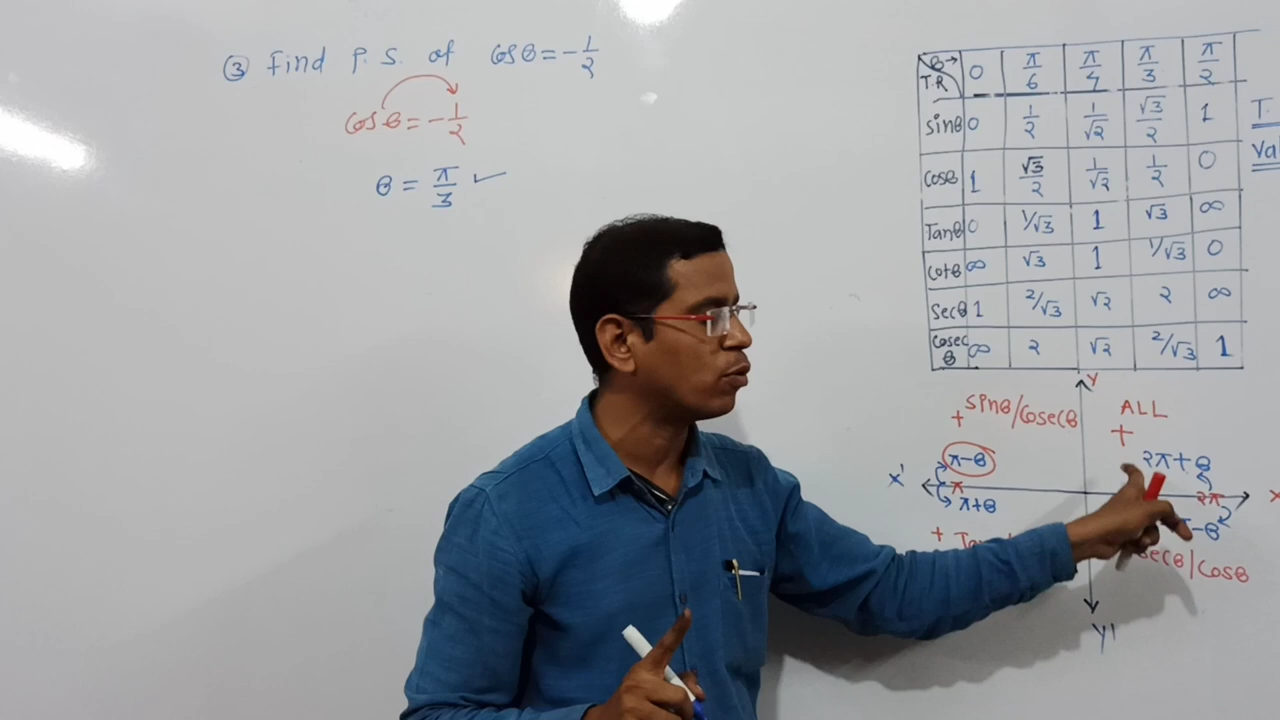 ③ Find P. S. of cosθ = -1/2
cosθ = -1/2
θ = π/3 ✓
θ→ T.R 0 π/6 π/4 π/3 π/2
sinθ 0 1/2 1/√2 √3/2 1
cosθ 1 √3/2 1/√2 1/2 0
Tanθ 0 1/√3 1 √3 ∞
cotθ ∞ √3 1 1/√3 0
Secθ 1 2/√3 √2 2 ∞
Cosec θ ∞ 2 √2 2/√3 1
T.
Val
Y
+ sinθ/cosecθ
ALL
+
π-θ
2π+θ
X'
π
2π
X
π+θ
-θ
+ Tan
secθ/cosθ
Y'